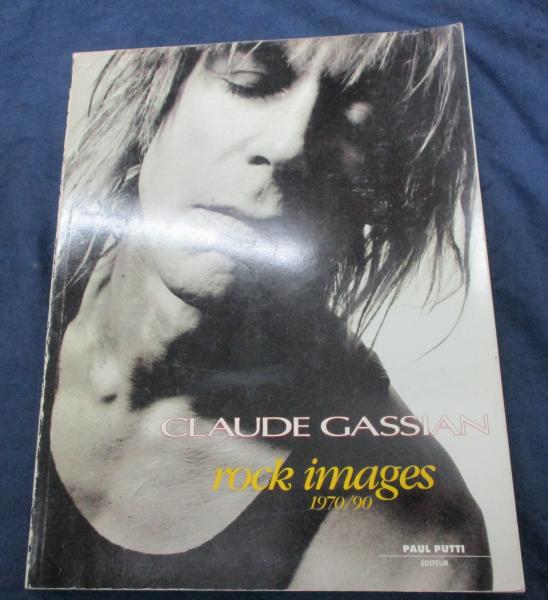 CLAUDE GASSIAN
rock images
1970/90
PAUL PUTTI
ÉDITEUR